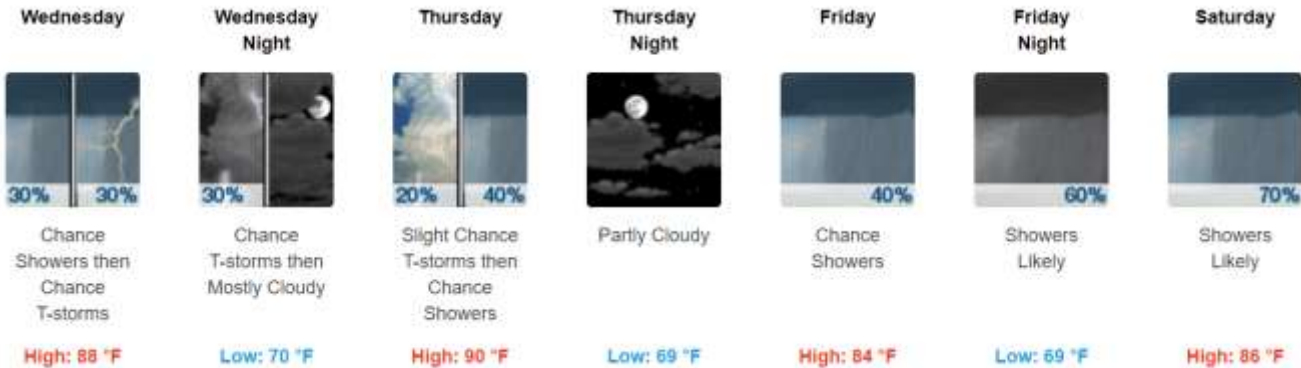 Wednesday
Wednesday
Night
Thursday
Thursday
Night
Friday
Friday
Night
Saturday
30% 30%
30%
20% 40%
40%
60%
70%
Chance
Showers then
Chance
T-storms
Chance
T-storms then
Mostly Cloudy
Slight Chance
T-storms then
Chance
Showers
Partly Cloudy
Chance
Showers
Showers
Likely
Showers
Likely
High: 88 °F
Low: 70 °F
High: 90 °F
Low: 69 °F
High: 84 °F
Low: 69 °F
High: 86 °F